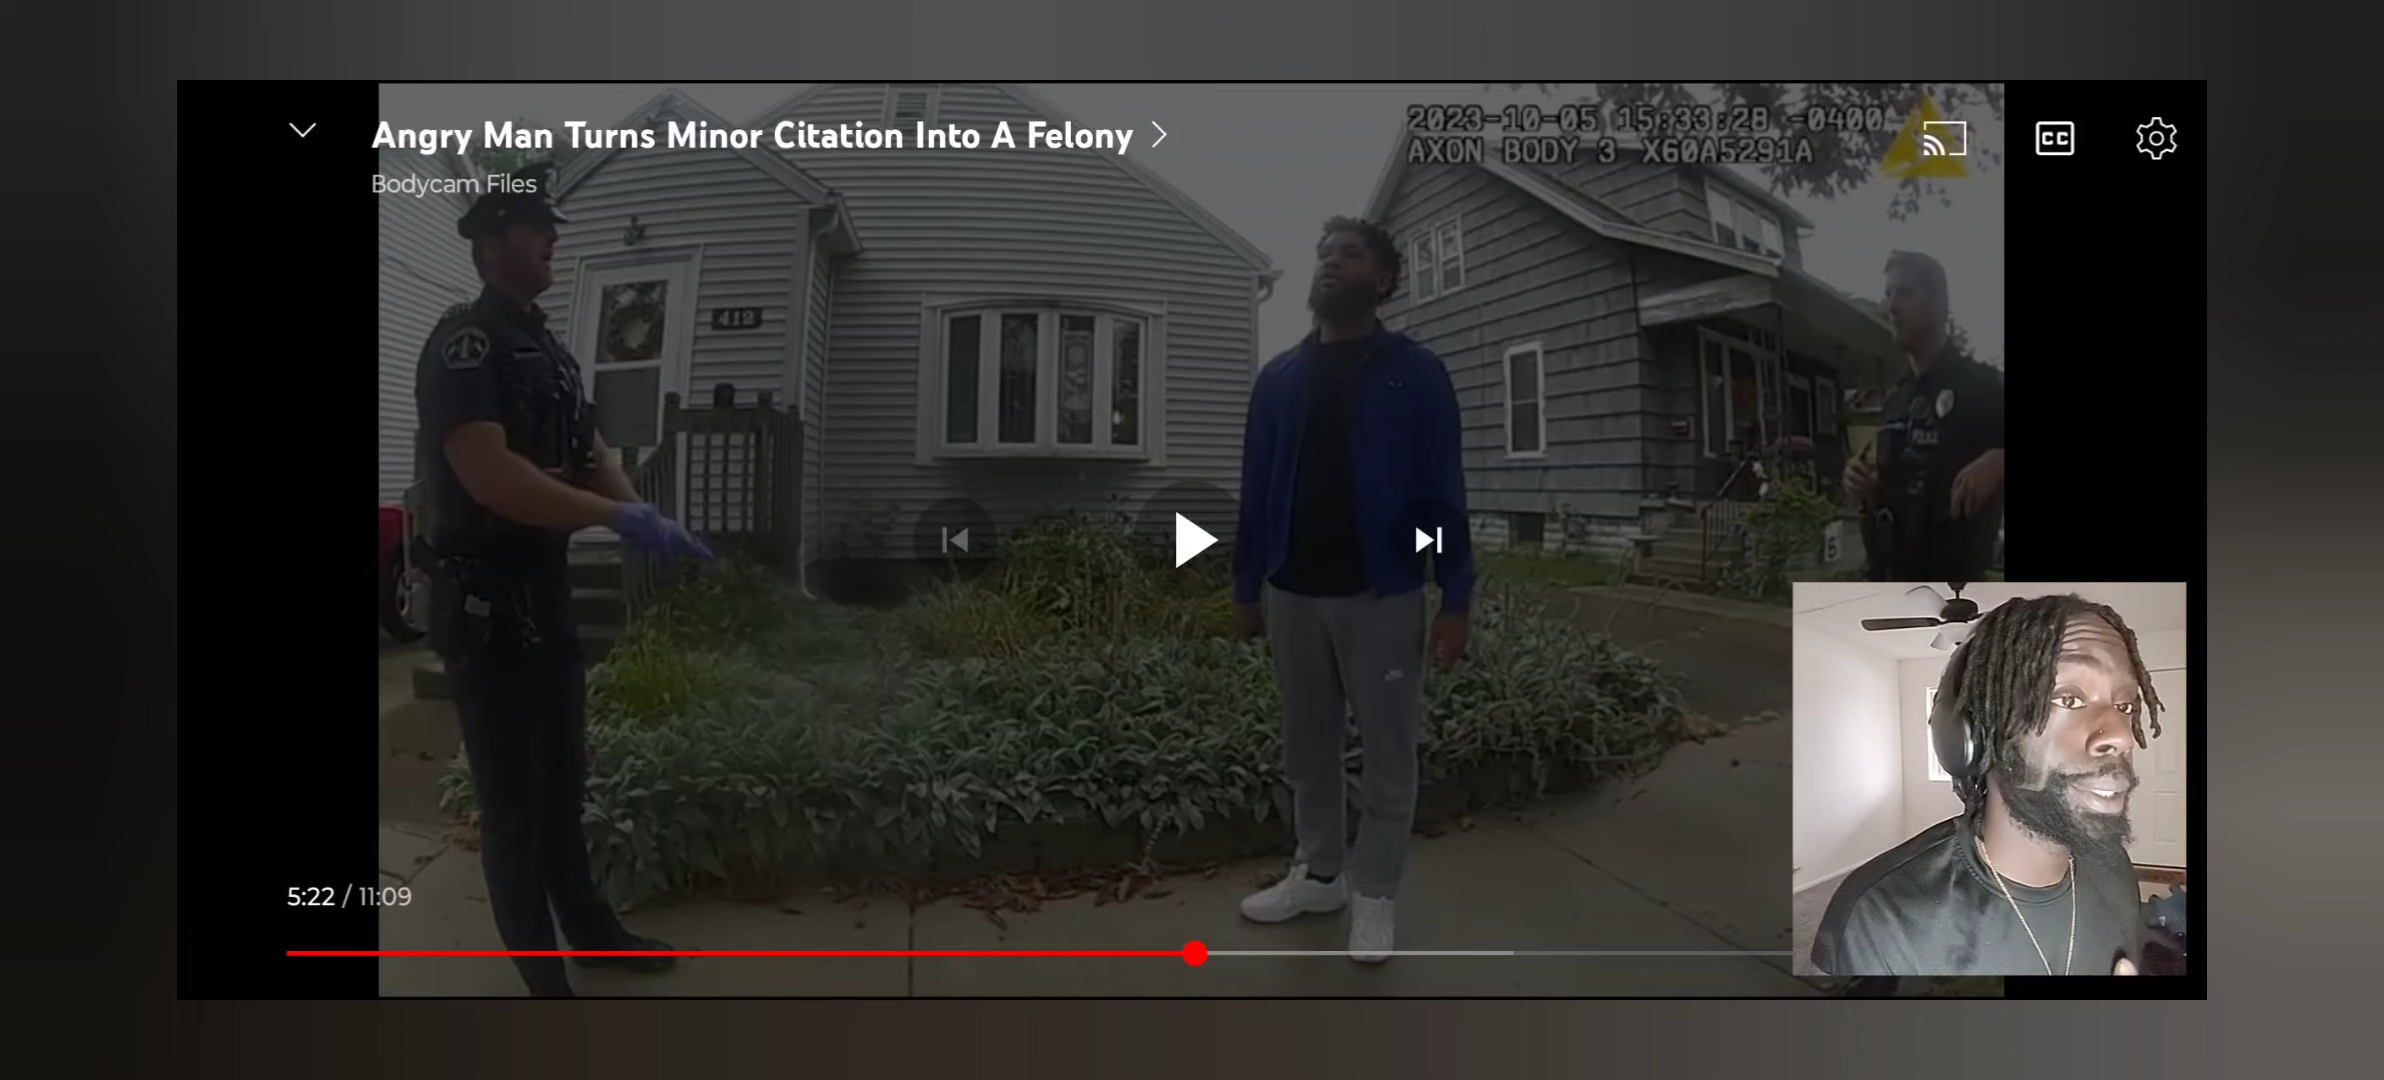 Angry Man Turns Minor Citation Into A Felony
Bodycam Files
2023-10-05 15:33:28 -0400
AXON BODY 3 X60A5291A
CC
412
5:22 / 11:09